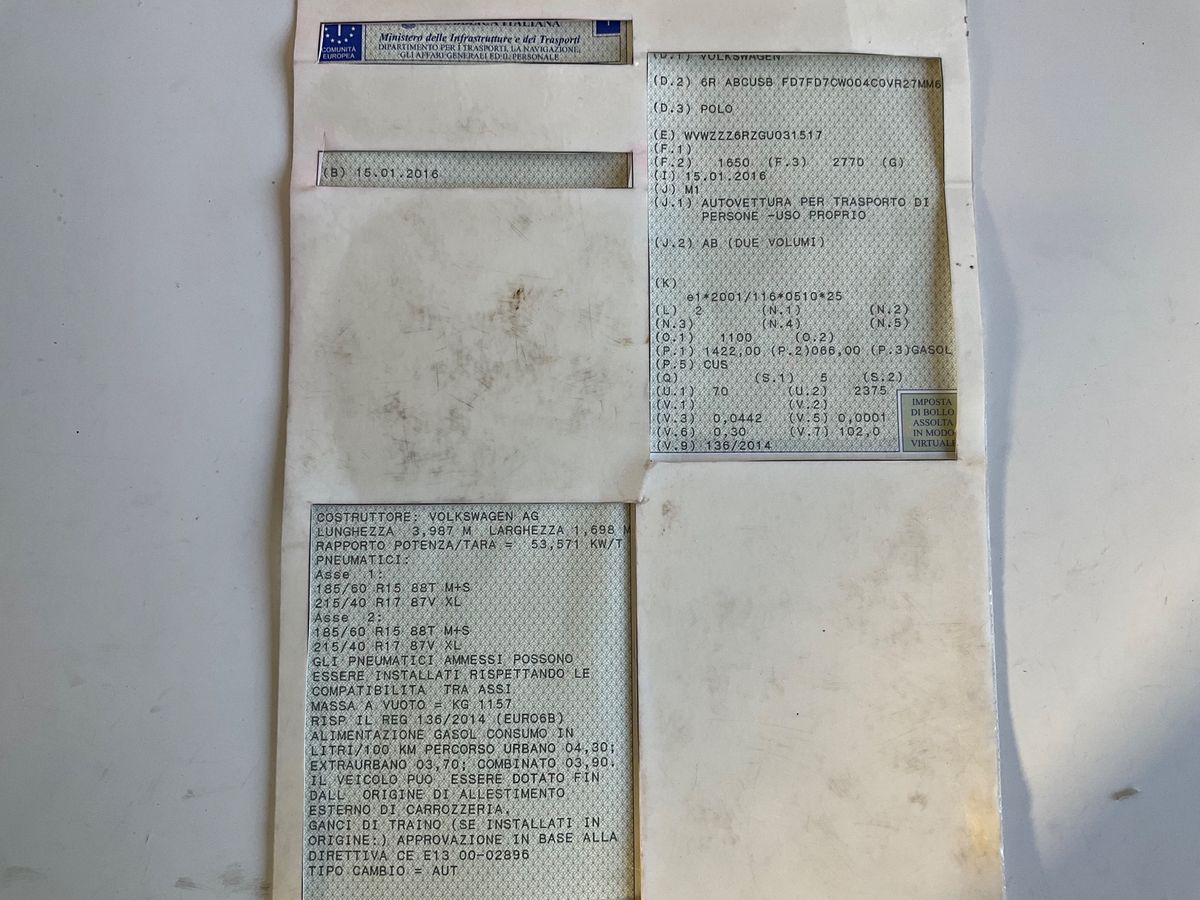 COMUNITÀ
EUROPEA
Ministero delle Infrastrutture e dei Trasporti
DIPARTIMENTO PER I TRASPORTI, LA NAVIGAZIONE,
GLI AFFARI GENERALI ED IL PERSONALE
(B) 15.01.2016
(D.1) VOLKSWAGEN
(D.2) 6R ABCUSB FD7FD7CW004C0VR27MM6
(D.3) POLO
(E) WVWZZZ6RZGU031517
(F.1)
(F.2) 1650 (F.3) 2770 (G)
(I) 15.01.2016
(J) M1
(J.1) AUTOVETTURA PER TRASPORTO DI
PERSONE -USO PROPRIO
(J.2) AB (DUE VOLUMI)
(K)
e1*2001/116*0510*25
(L) 2 (N.1) (N.2)
(N.3) (N.4) (N.5)
(O.1) 1100 (O.2)
(P.1) 1422,00 (P.2)066,00 (P.3)GASOL
(P.5) CUS
(Q) (S.1) 5 (S.2)
(U.1) 70 (U.2) 2375
(V.1) (V.2)
(V.3) 0,0442 (V.5) 0,0001
(V.6) 0,30 (V.7) 102,0
(V.9) 136/2014
IMPOSTA
DI BOLLO
ASSOLTA
IN MODO
VIRTUALE
COSTRUTTORE: VOLKSWAGEN AG
LUNGHEZZA 3,987 M LARGHEZZA 1,698 M
RAPPORTO POTENZA/TARA = 53,571 KW/T
PNEUMATICI:
Asse 1:
185/60 R15 88T M+S
215/40 R17 87V XL
Asse 2:
185/60 R15 88T M+S
215/40 R17 87V XL
GLI PNEUMATICI AMMESSI POSSONO
ESSERE INSTALLATI RISPETTANDO LE
COMPATIBILITA TRA ASSI
MASSA A VUOTO = KG 1157
RISP IL REG 136/2014 (EURO6B)
ALIMENTAZIONE GASOL CONSUMO IN
LITRI/100 KM PERCORSO URBANO 04,30;
EXTRAURBANO 03,70; COMBINATO 03,90.
IL VEICOLO PUO ESSERE DOTATO FIN
DALL ORIGINE DI ALLESTIMENTO
ESTERNO DI CARROZZERIA.
GANCI DI TRAINO (SE INSTALLATI IN
ORIGINE:) APPROVAZIONE IN BASE ALLA
DIRETTIVA CE E13 00-02896
TIPO CAMBIO = AUT